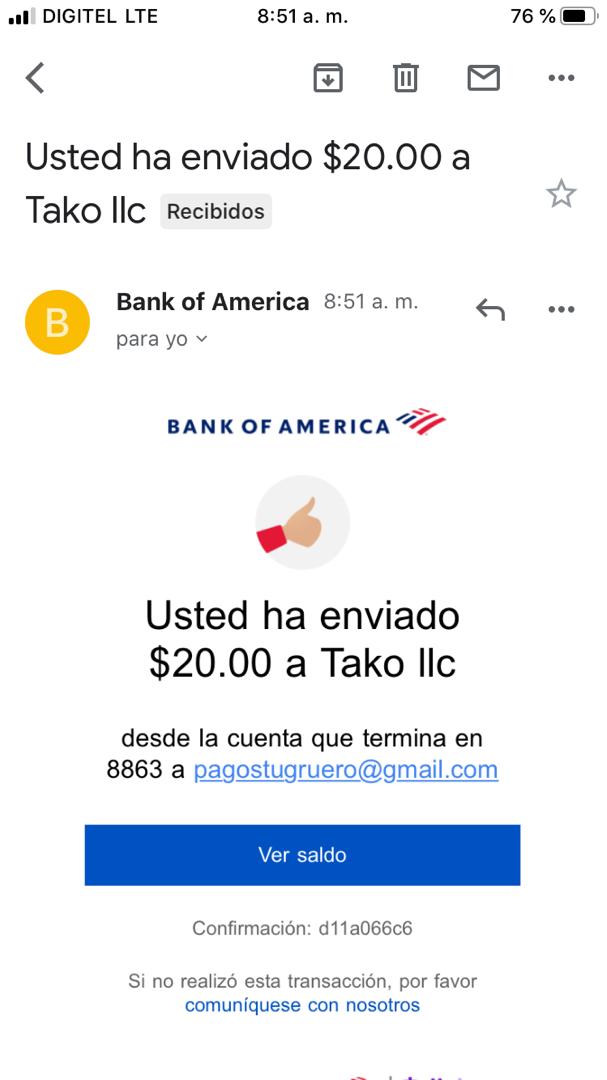 DIGITEL LTE 8:51 a. m. 76 %
Usted ha enviado $20.00 a
Tako llc Recibidos
B
Bank of America 8:51 a. m.
para yo
BANK OF AMERICA
Usted ha enviado
$20.00 a Tako llc
desde la cuenta que termina en
8863 a pagostugruero@gmail.com
Ver saldo
Confirmación: d11a066c6
Si no realizó esta transacción, por favor
comuníquese con nosotros